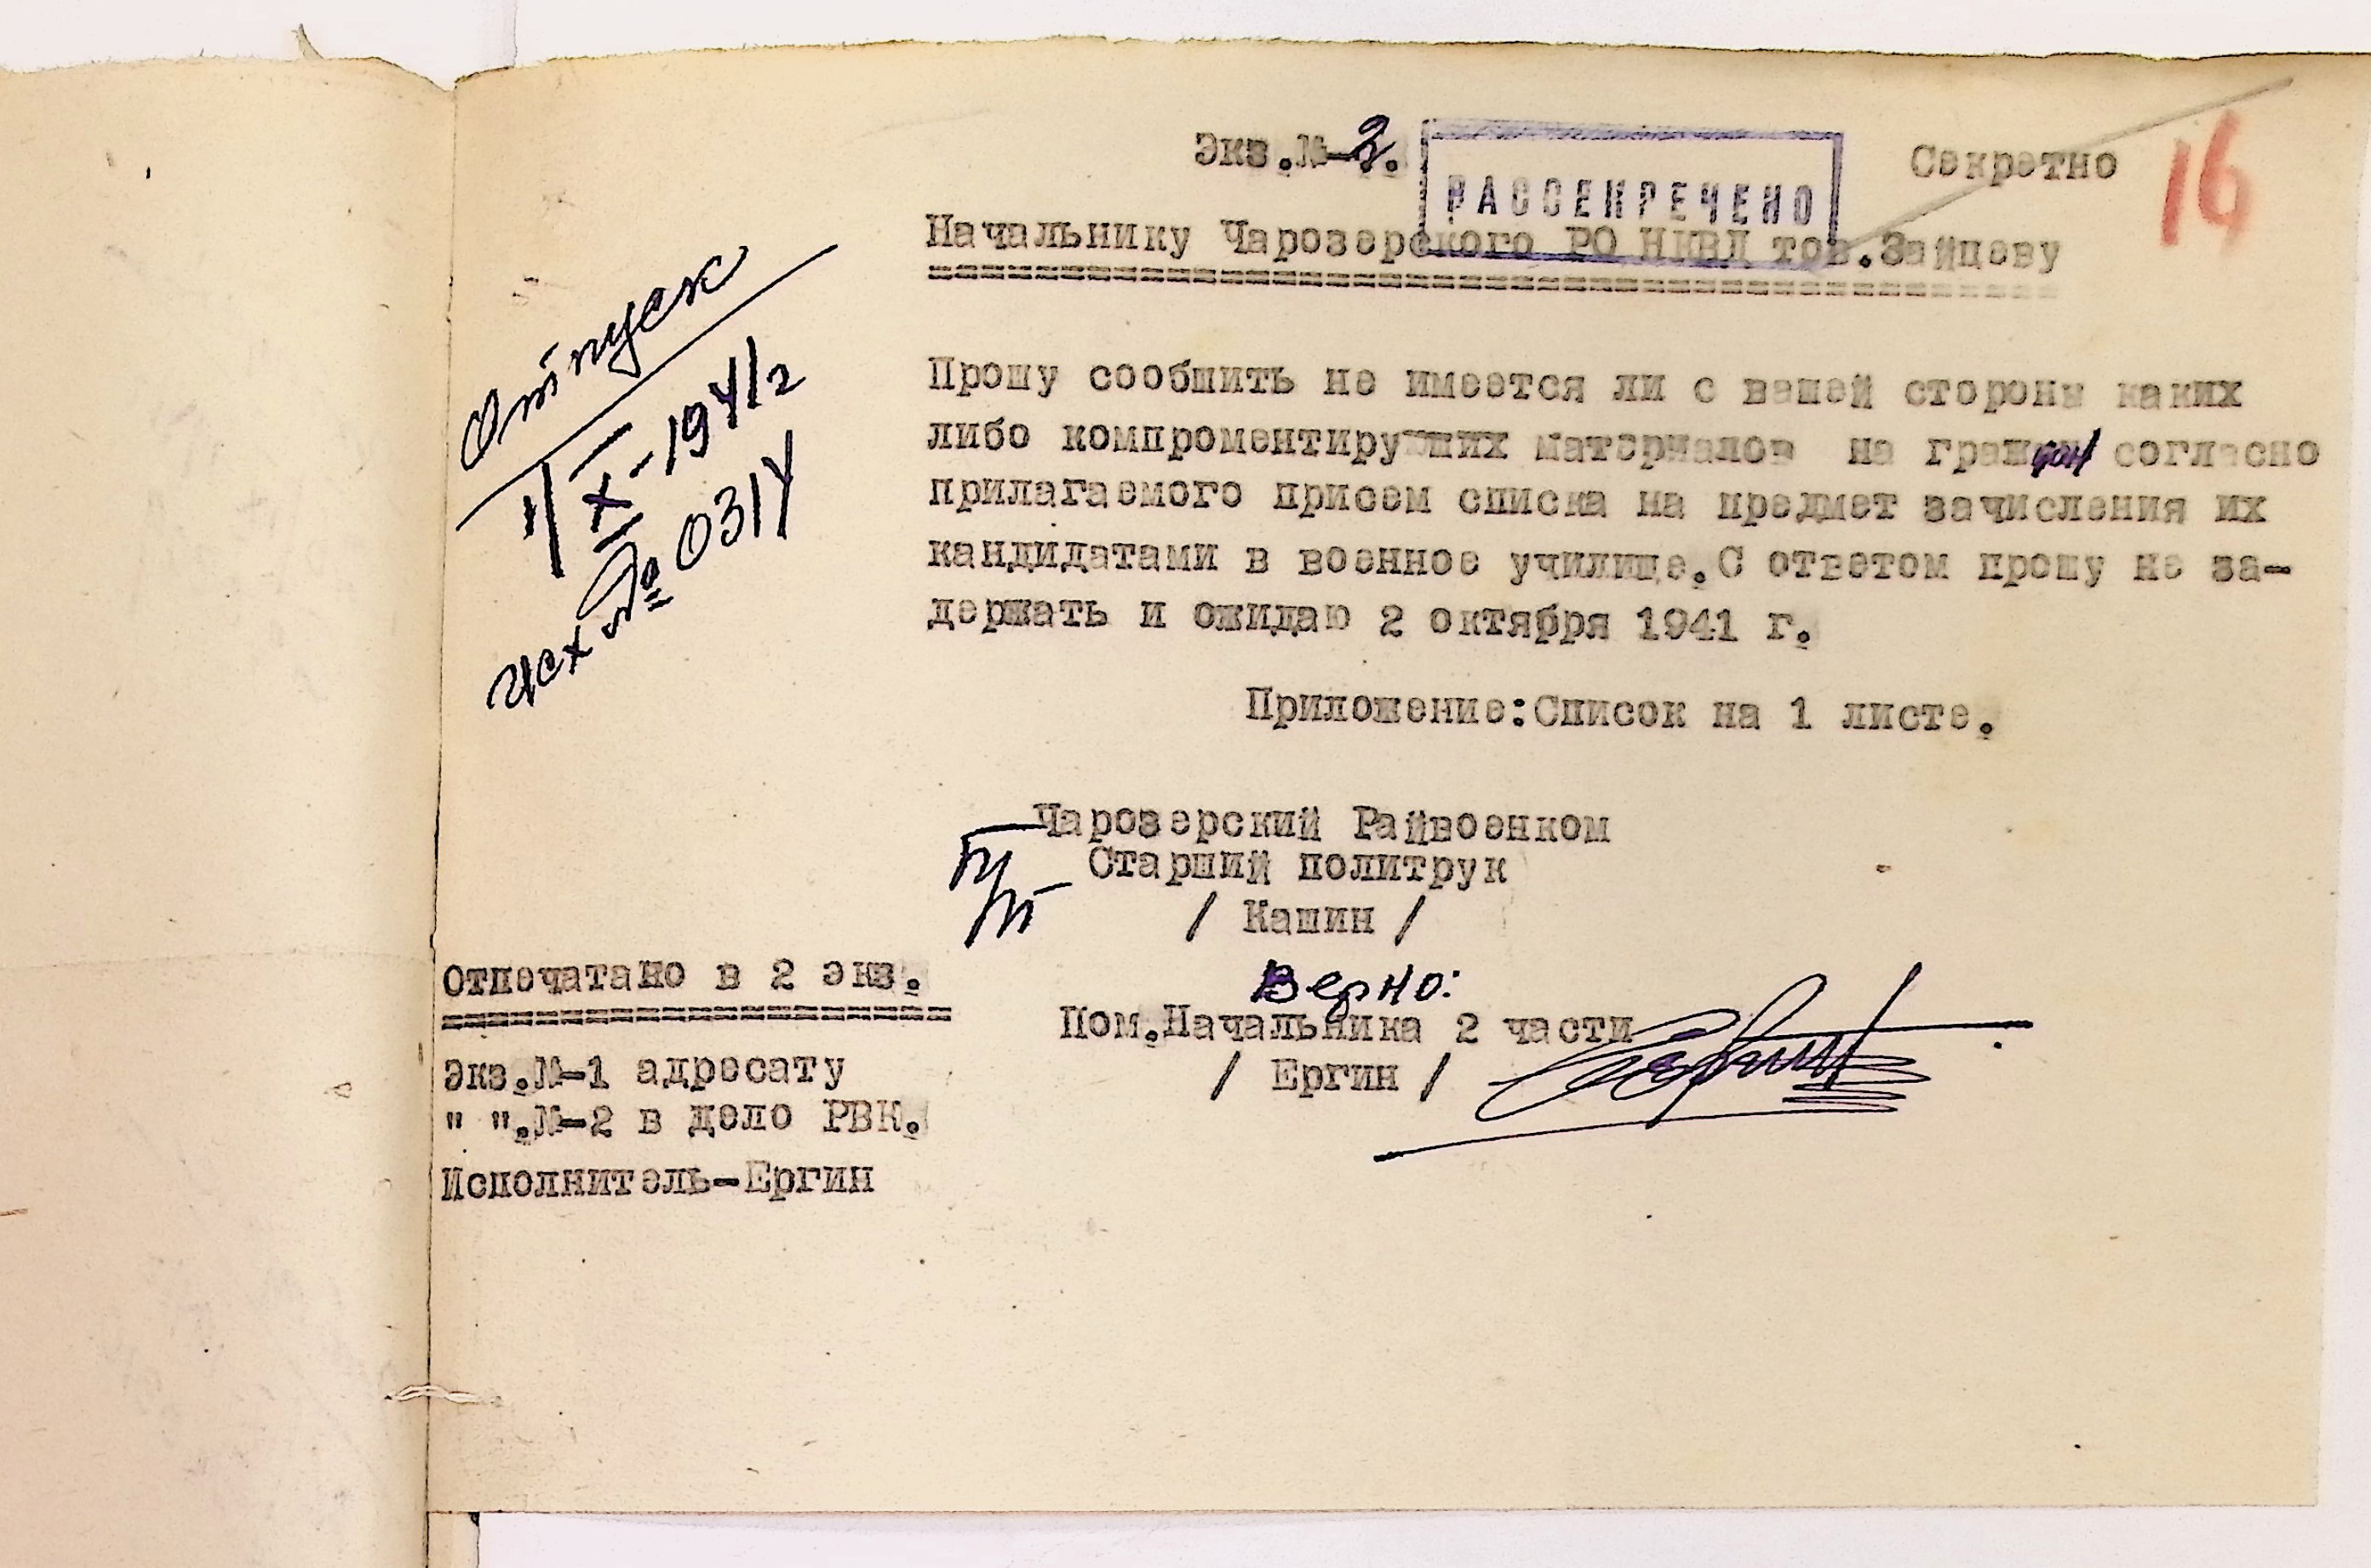 Экз.№-2.
Секретно
16
РАССЕКРЕЧЕНО
Начальнику Чарозерского РО НКВД тов.Зайцеву
Отпуск
1/X-1941 г
исх № 0314
Прошу сообшить не имеется ли с вашей стороны каких
либо компроментируюших материалов на граждан согласно
прилагаемого присем списка на предмет зачисления их
кандидатами в военное училище.С ответом прошу не за-
держать и ожидаю 2 октября 1941 г.
Приложение:Список на 1 листе.
Чарозерский Райвоенком
Старший политрук
/ Кашин /
Верно:
Пом.Начальника 2 части
/ Ергин /
Отпечатано в 2 экз.
Экз.№-1 адресату
" ".№-2 в дело РВК.
Исполнитель-Ергин